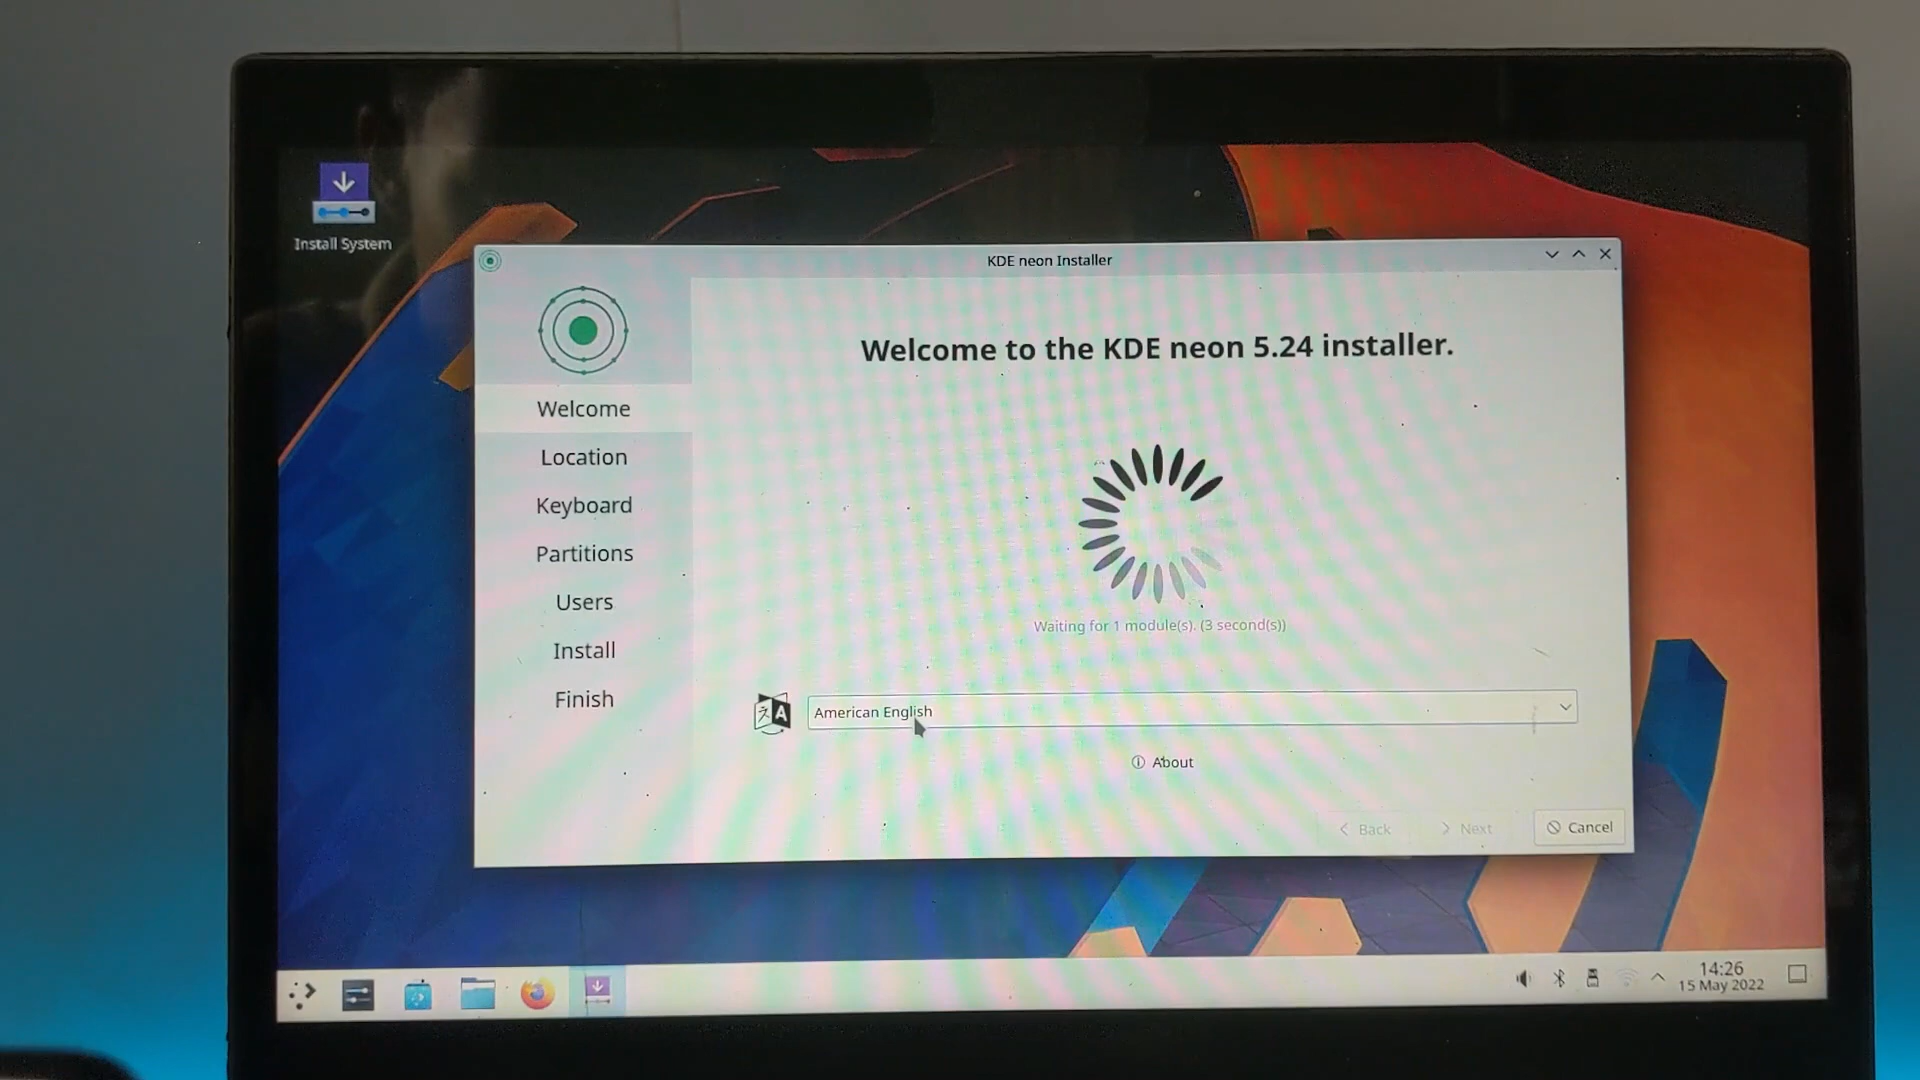 Install System
KDE neon Installer
Welcome to the KDE neon 5.24 installer.
Welcome
Location
Keyboard
Partitions
Users
Install
Finish
Waiting for 1 module(s). (3 second(s))
American English
About
Back
Next
Cancel
14:26
15 May 2022